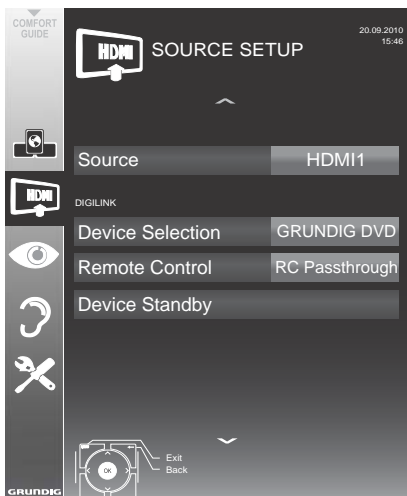 COMFORT
GUIDE
HDMI
SOURCE SETUP
20.09.2010
15:46
Source
HDMI1
HDMI
DIGILINK
Device Selection
GRUNDIG DVD
Remote Control
RC Passthrough
Device Standby
Exit
Back
OK
GRUNDIG